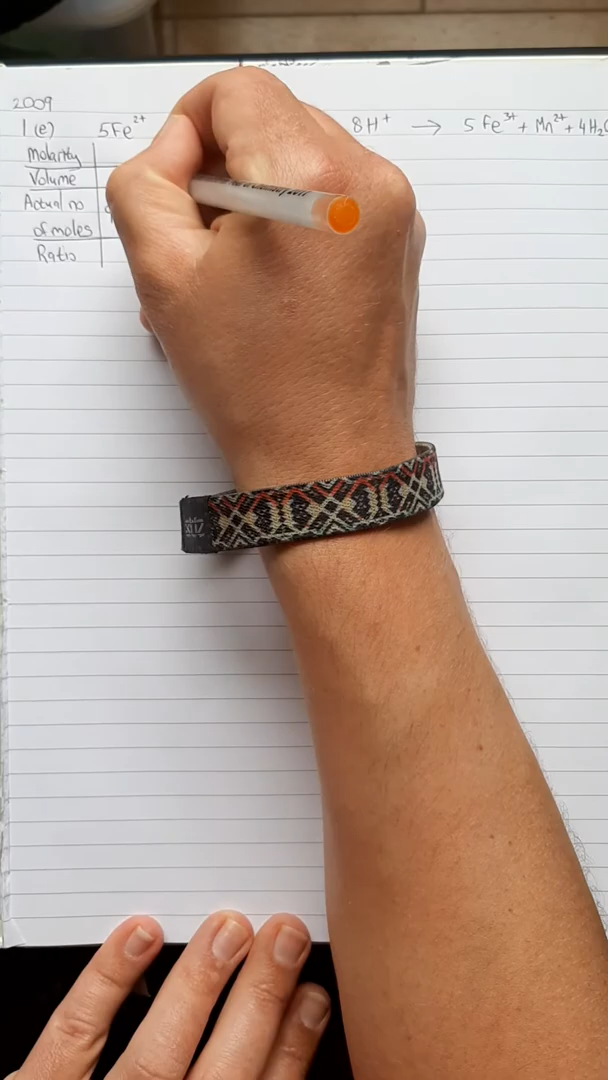 2009
1(e) 5Fe²⁺ 8H⁺ → 5Fe³⁺ + Mn²⁺ + 4H₂
Molarity
Volume
Actual no
of moles
Ratio